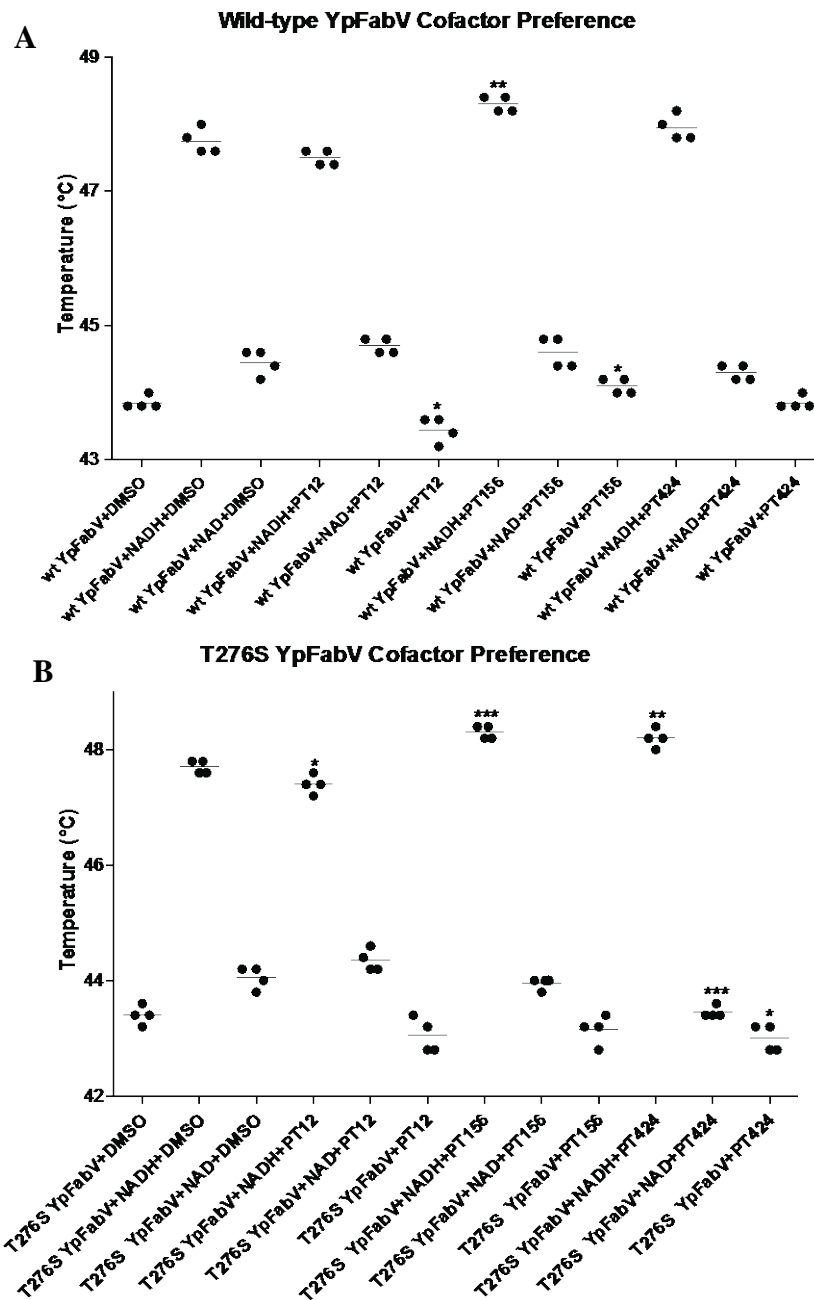 A
Wild-type YpFabV Cofactor Preference
Temperature (°C)
49
47
45
43
**
*
*
wt YpFabV+DMSO
wt YpFabV+NADH+DMSO
wt YpFabV+NAD+DMSO
wt YpFabV+NADH+PT12
wt YpFabV+NAD+PT12
wt YpFabV+PT12
wt YpFabV+NADH+PT156
wt YpFabV+NAD+PT156
wt YpFabV+PT156
wt YpFabV+NADH+PT424
wt YpFabV+NAD+PT424
wt YpFabV+PT424
B
T276S YpFabV Cofactor Preference
Temperature (°C)
48
46
44
42
*
***
**
***
*
T276S YpFabV+DMSO
T276S YpFabV+NADH+DMSO
T276S YpFabV+NAD+DMSO
T276S YpFabV+NADH+PT12
T276S YpFabV+NAD+PT12
T276S YpFabV+PT12
T276S YpFabV+NADH+PT156
T276S YpFabV+NAD+PT156
T276S YpFabV+PT156
T276S YpFabV+NADH+PT424
T276S YpFabV+NAD+PT424
T276S YpFabV+PT424